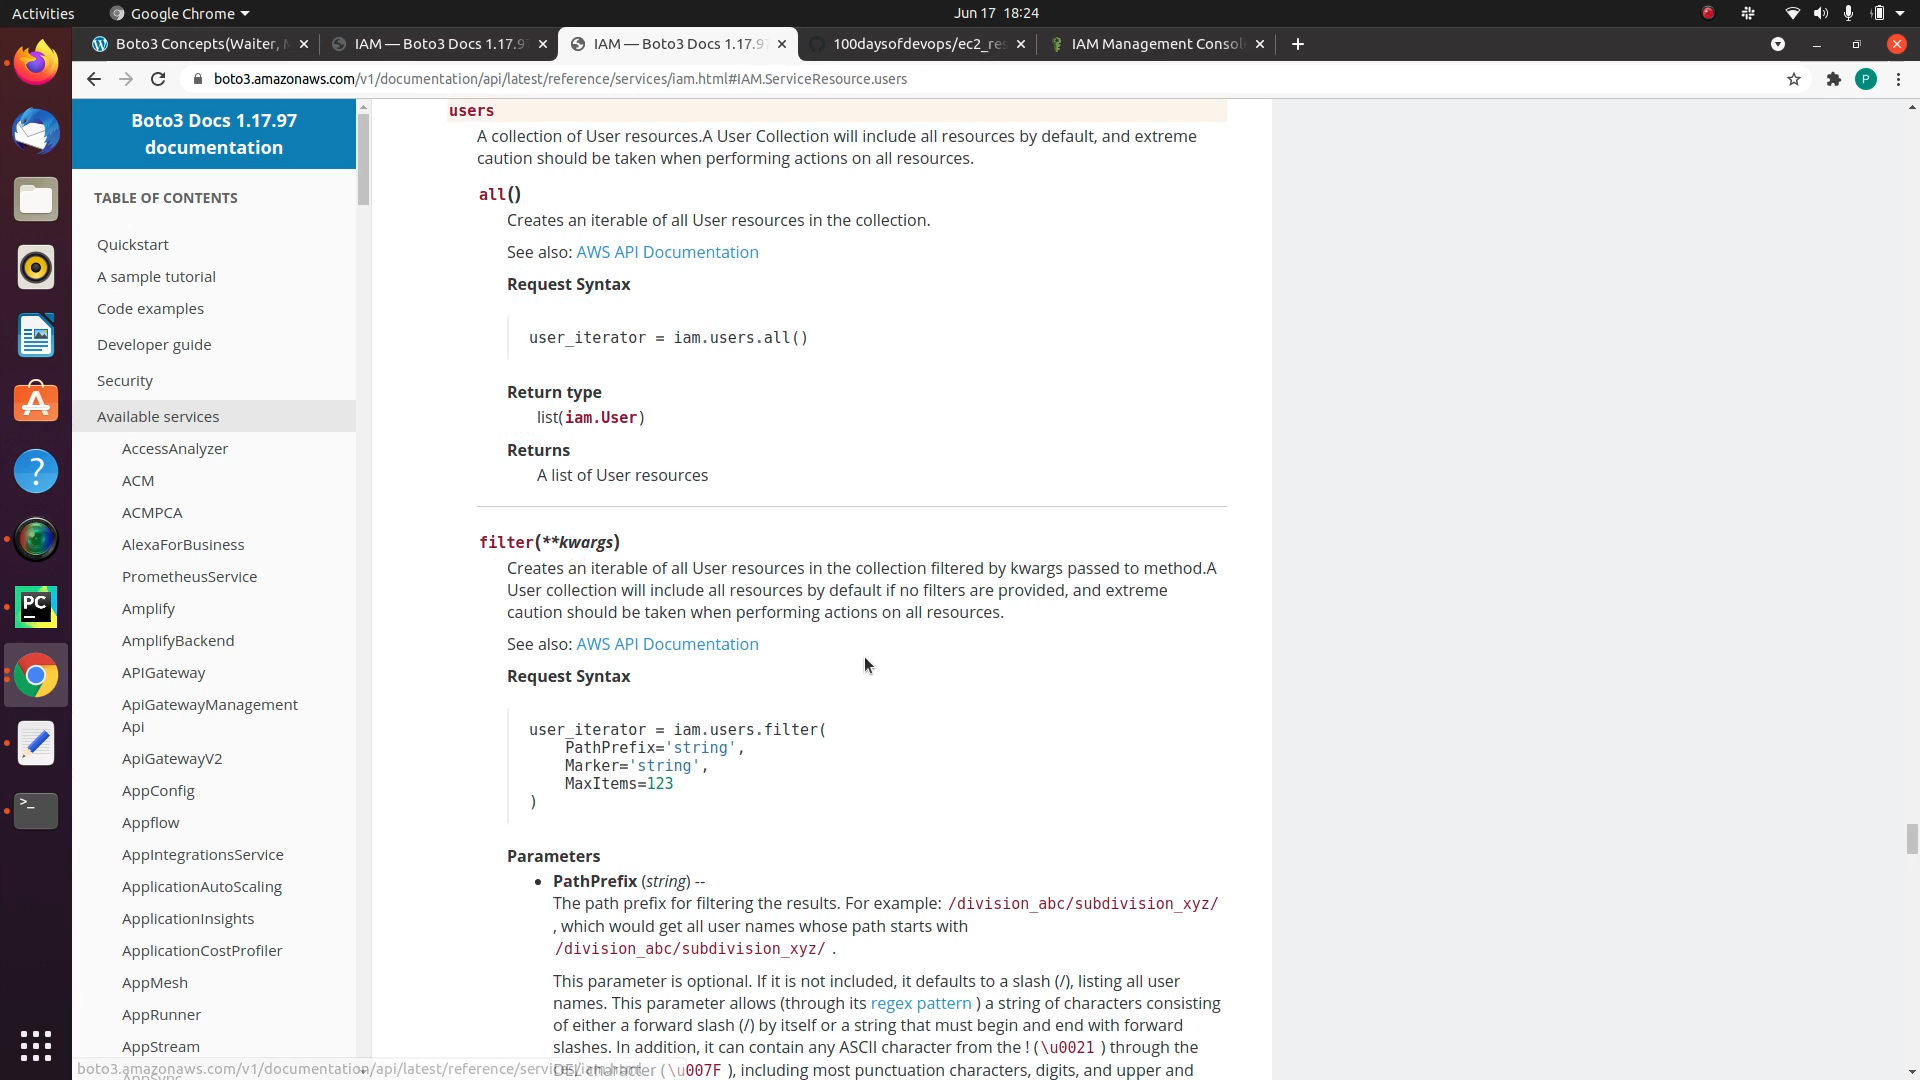 Activities
Google Chrome
Jun 17 18:24
Boto3 Concepts(Waiter,
IAM — Boto3 Docs 1.17.9
IAM — Boto3 Docs 1.17.9
100daysofdevops/ec2_res
IAM Management Consol
boto3.amazonaws.com/v1/documentation/api/latest/reference/services/iam.html#IAM.ServiceResource.users
P
Boto3 Docs 1.17.97
documentation
TABLE OF CONTENTS
Quickstart
A sample tutorial
Code examples
Developer guide
Security
Available services
AccessAnalyzer
ACM
ACMPCA
AlexaForBusiness
PrometheusService
Amplify
AmplifyBackend
APIGateway
ApiGatewayManagement
Api
ApiGatewayV2
AppConfig
Appflow
AppIntegrationsService
ApplicationAutoScaling
ApplicationInsights
ApplicationCostProfiler
AppMesh
AppRunner
AppStream
users
A collection of User resources.A User Collection will include all resources by default, and extreme
caution should be taken when performing actions on all resources.
all()
Creates an iterable of all User resources in the collection.
See also: AWS API Documentation
Request Syntax
user_iterator = iam.users.all()
Return type
list(iam.User)
Returns
A list of User resources
filter(**kwargs)
Creates an iterable of all User resources in the collection filtered by kwargs passed to method.A
User collection will include all resources by default if no filters are provided, and extreme
caution should be taken when performing actions on all resources.
See also: AWS API Documentation
Request Syntax
user_iterator = iam.users.filter(
PathPrefix='string',
Marker='string',
MaxItems=123
)
Parameters
• PathPrefix (string) --
The path prefix for filtering the results. For example: /division_abc/subdivision_xyz/
, which would get all user names whose path starts with
/division_abc/subdivision_xyz/ .
This parameter is optional. If it is not included, it defaults to a slash (/), listing all user
names. This parameter allows (through its regex pattern ) a string of characters consisting
of either a forward slash (/) by itself or a string that must begin and end with forward
slashes. In addition, it can contain any ASCII character from the ! (\u0021 ) through the
DEL character (\u007F ), including most punctuation characters, digits, and upper and
boto3.amazonaws.com/v1/documentation/api/latest/reference/services/iam.html
PC